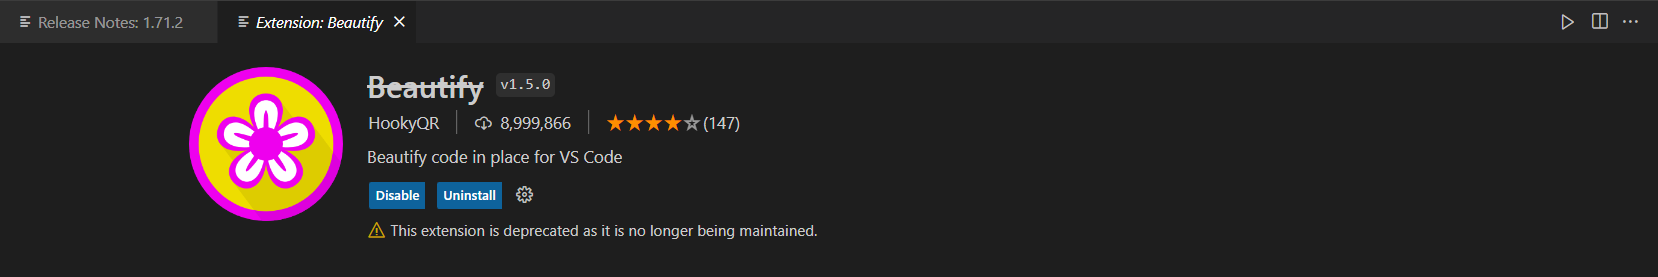 Release Notes: 1.71.2
Extension: Beautify
Beautify v1.5.0
HookyQR 8,999,866 (147)
Beautify code in place for VS Code
Disable Uninstall
This extension is deprecated as it is no longer being maintained.